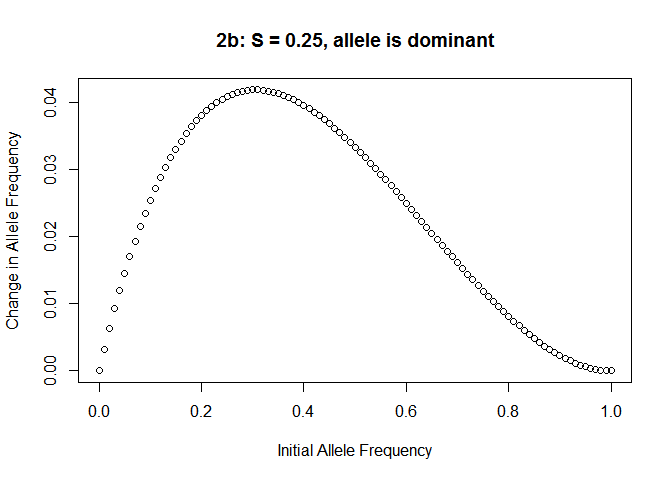 2b: S = 0.25, allele is dominant
Change in Allele Frequency
0.04
0.03
0.02
0.01
0.00
0.0 0.2 0.4 0.6 0.8 1.0
Initial Allele Frequency